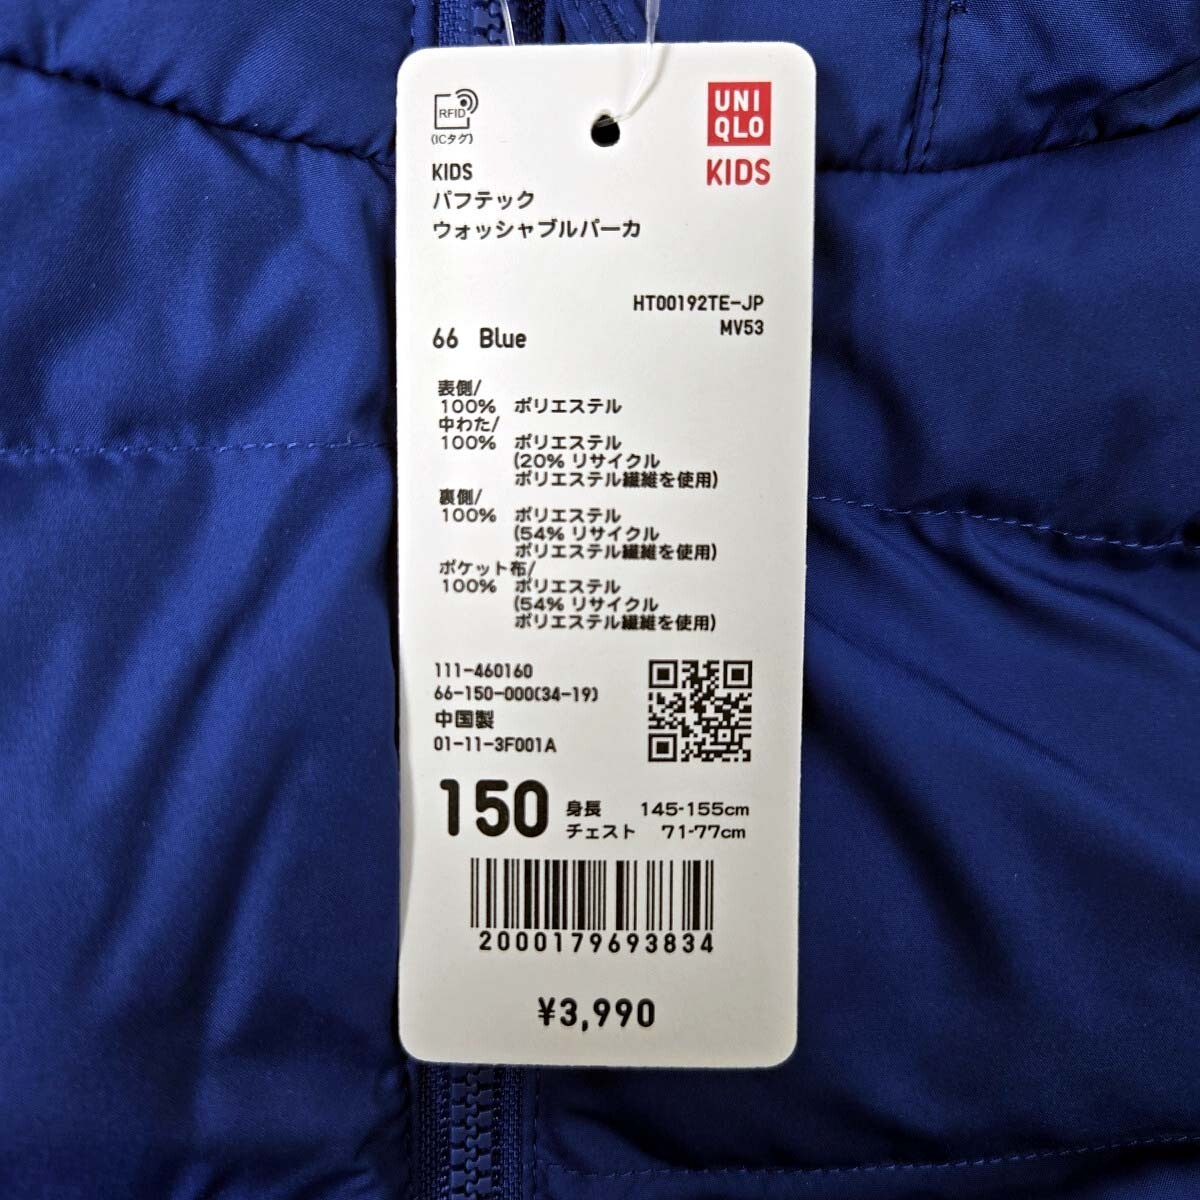 RFID
(ICタグ)
UNI
QLO
KIDS
KIDS
パフテック
ウォッシャブルパーカ
HT00192TE-JP
MV53
66 Blue
表側/
100% ポリエステル
中わた/
100% ポリエステル
(20% リサイクル
ポリエステル繊維を使用)
裏側/
100% ポリエステル
(54% リサイクル
ポリエステル繊維を使用)
ポケット布/
100% ポリエステル
(54% リサイクル
ポリエステル繊維を使用)
111-460160
66-150-000(34-19)
中国製
01-11-3F001A
150 身長 145-155cm
チェスト 71-77cm
2000179693834
¥3,990